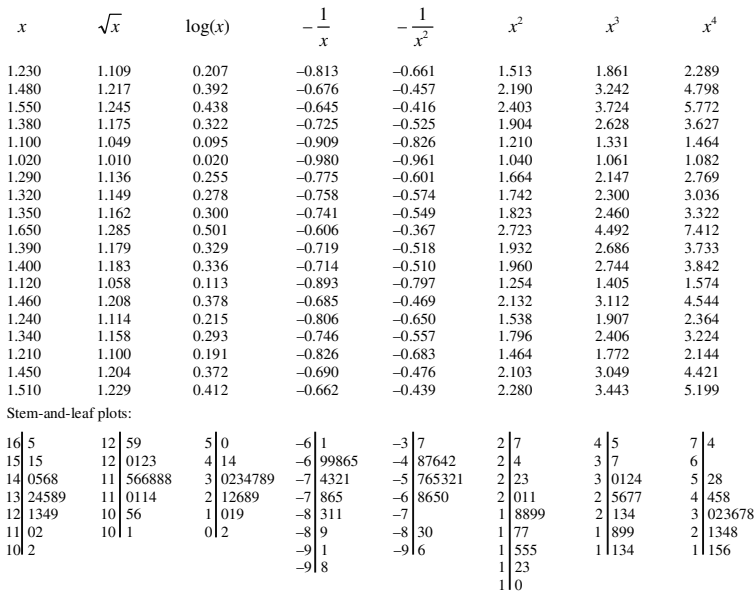 x √x log(x) –1/x –1/x² x² x³ x⁴
1.230 1.109 0.207 –0.813 –0.661 1.513 1.861 2.289
1.480 1.217 0.392 –0.676 –0.457 2.190 3.242 4.798
1.550 1.245 0.438 –0.645 –0.416 2.403 3.724 5.772
1.380 1.175 0.322 –0.725 –0.525 1.904 2.628 3.627
1.100 1.049 0.095 –0.909 –0.826 1.210 1.331 1.464
1.020 1.010 0.020 –0.980 –0.961 1.040 1.061 1.082
1.290 1.136 0.255 –0.775 –0.601 1.664 2.147 2.769
1.320 1.149 0.278 –0.758 –0.574 1.742 2.300 3.036
1.350 1.162 0.300 –0.741 –0.549 1.823 2.460 3.322
1.650 1.285 0.501 –0.606 –0.367 2.723 4.492 7.412
1.390 1.179 0.329 –0.719 –0.518 1.932 2.686 3.733
1.400 1.183 0.336 –0.714 –0.510 1.960 2.744 3.842
1.120 1.058 0.113 –0.893 –0.797 1.254 1.405 1.574
1.460 1.208 0.378 –0.685 –0.469 2.132 3.112 4.544
1.240 1.114 0.215 –0.806 –0.650 1.538 1.907 2.364
1.340 1.158 0.293 –0.746 –0.557 1.796 2.406 3.224
1.210 1.100 0.191 –0.826 –0.683 1.464 1.772 2.144
1.450 1.204 0.372 –0.690 –0.476 2.103 3.049 4.421
1.510 1.229 0.412 –0.662 –0.439 2.280 3.443 5.199
Stem-and-leaf plots:
16|5 12|59 5|0 –6|1 –3|7 2|7 4|5 7|4
15|15 12|0123 4|14 –6|99865 –4|87642 2|4 3|7 6|
14|0568 11|566888 3|0234789 –7|4321 –5|765321 2|23 3|0124 5|28
13|24589 11|0114 2|12689 –7|865 –6|8650 2|011 2|5677 4|458
12|1349 10|56 1|019 –8|311 –7| 1|8899 2|134 3|023678
11|02 10|1 0|2 –8|9 –8|30 1|77 1|899 2|1348
10|2 –9|1 –9|6 1|555 1|134 1|156
–9|8 1|23
1|0